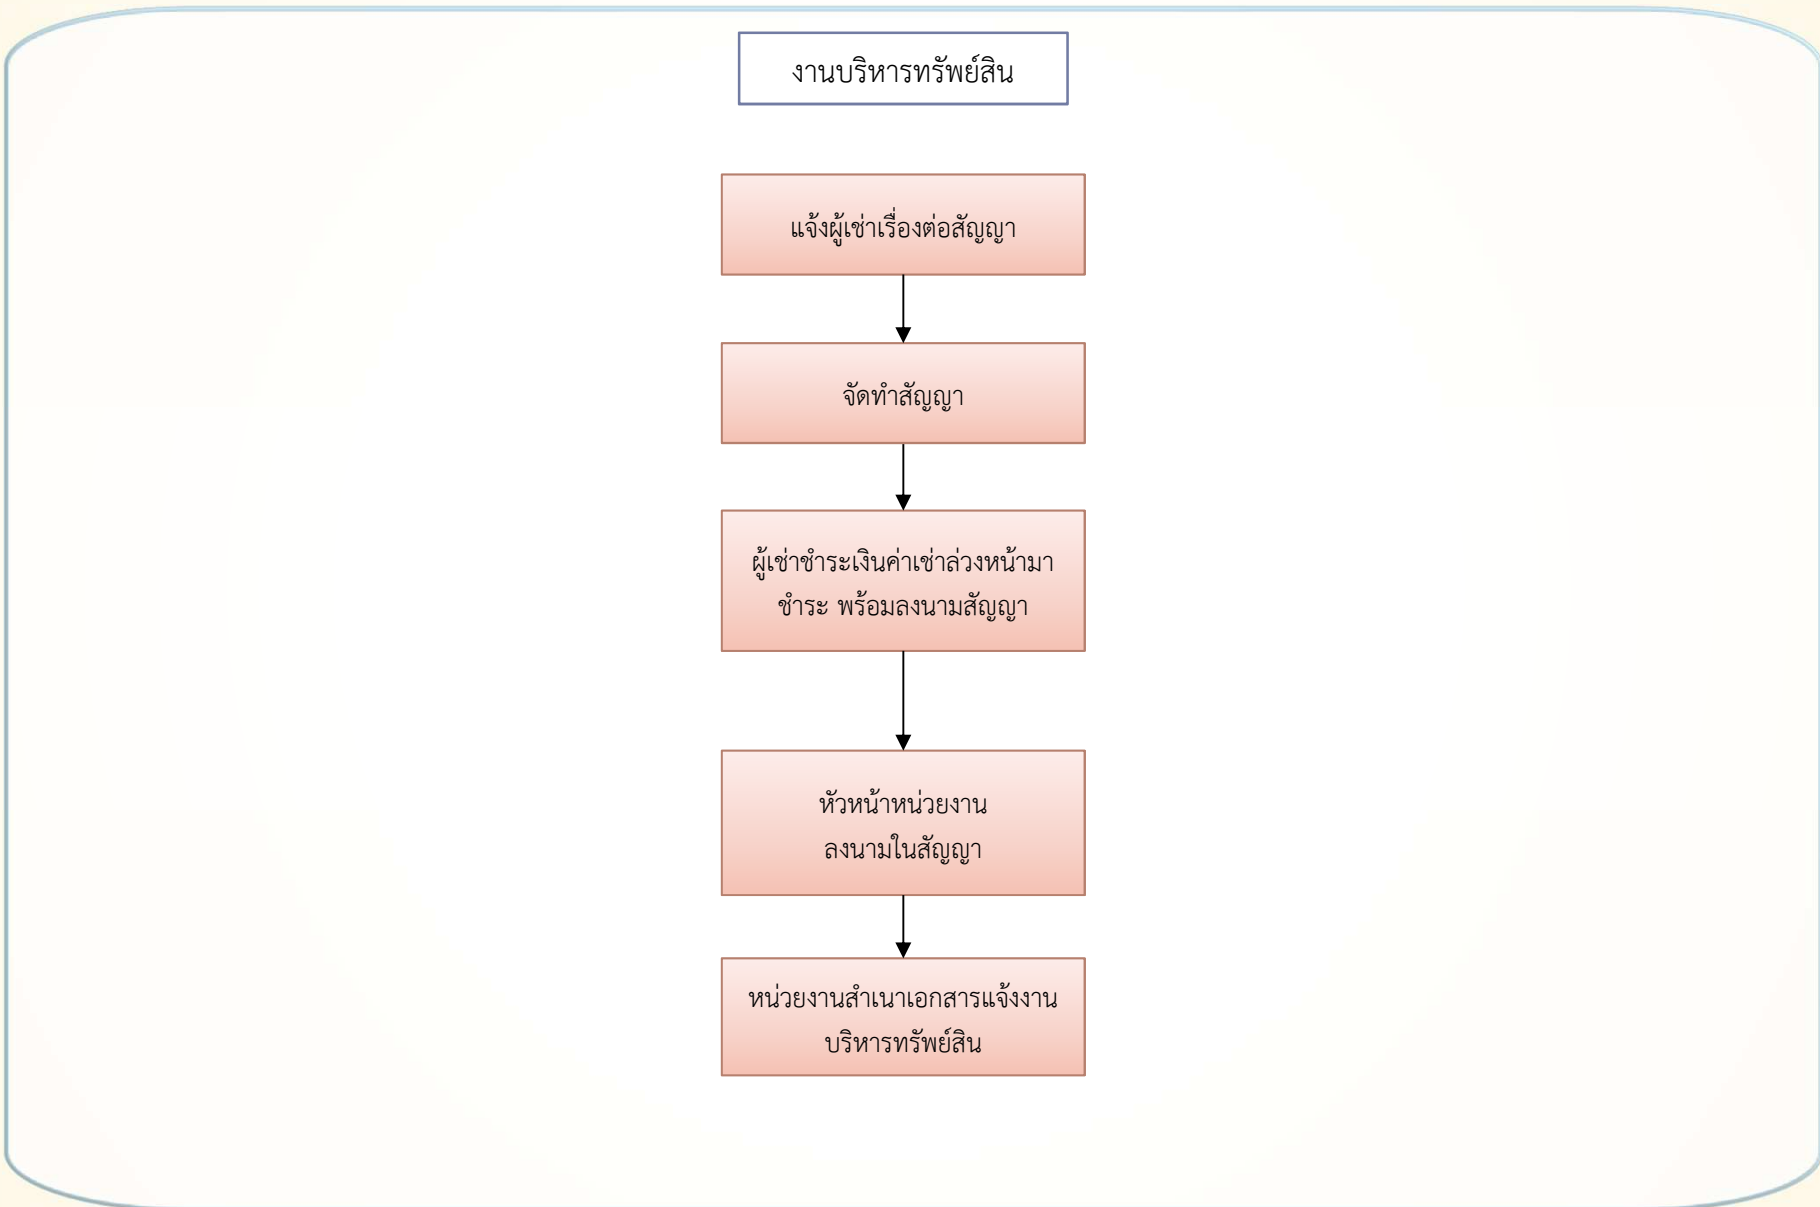 งานบริหารทรัพย์สิน
แจ้งผู้เช่าเรื่องต่อสัญญา
จัดทำสัญญา
ผู้เช่าชำระเงินค่าเช่าล่วงหน้ามา
ชำระ พร้อมลงนามสัญญา
หัวหน้าหน่วยงาน
ลงนามในสัญญา
หน่วยงานสำเนาเอกสารแจ้งงาน
บริหารทรัพย์สิน